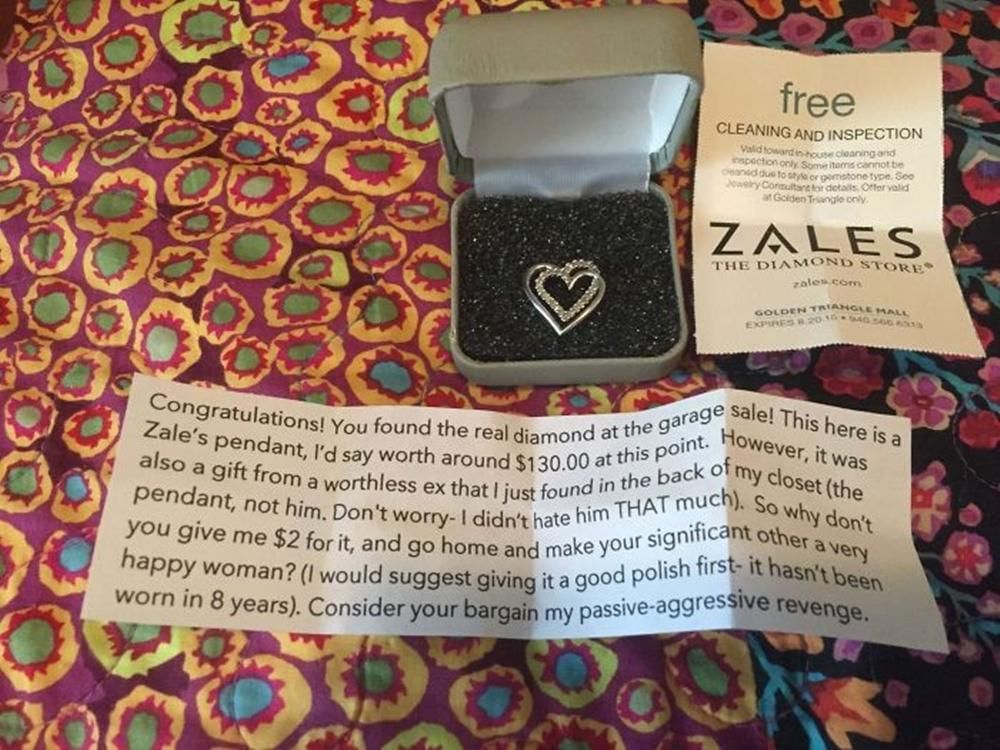 free
CLEANING AND INSPECTION
Valid toward in-house cleaning and
inspection only. Some items cannot be
cleaned due to style or gemstone type. See
Jewelry Consultant for details. Offer valid
at Golden Triangle only.
ZALES
THE DIAMOND STORE®
zales.com
GOLDEN TRIANGLE MALL
EXPIRES 8.20.10 • 940.566.6313
Congratulations! You found the real diamond at the garage sale! This here is a
Zale's pendant, I'd say worth around $130.00 at this point. However, it was
also a gift from a worthless ex that I just found in the back of my closet (the
pendant, not him. Don't worry- I didn't hate him THAT much). So why don't
you give me $2 for it, and go home and make your significant other a very
happy woman? (I would suggest giving it a good polish first- it hasn't been
worn in 8 years). Consider your bargain my passive-aggressive revenge.